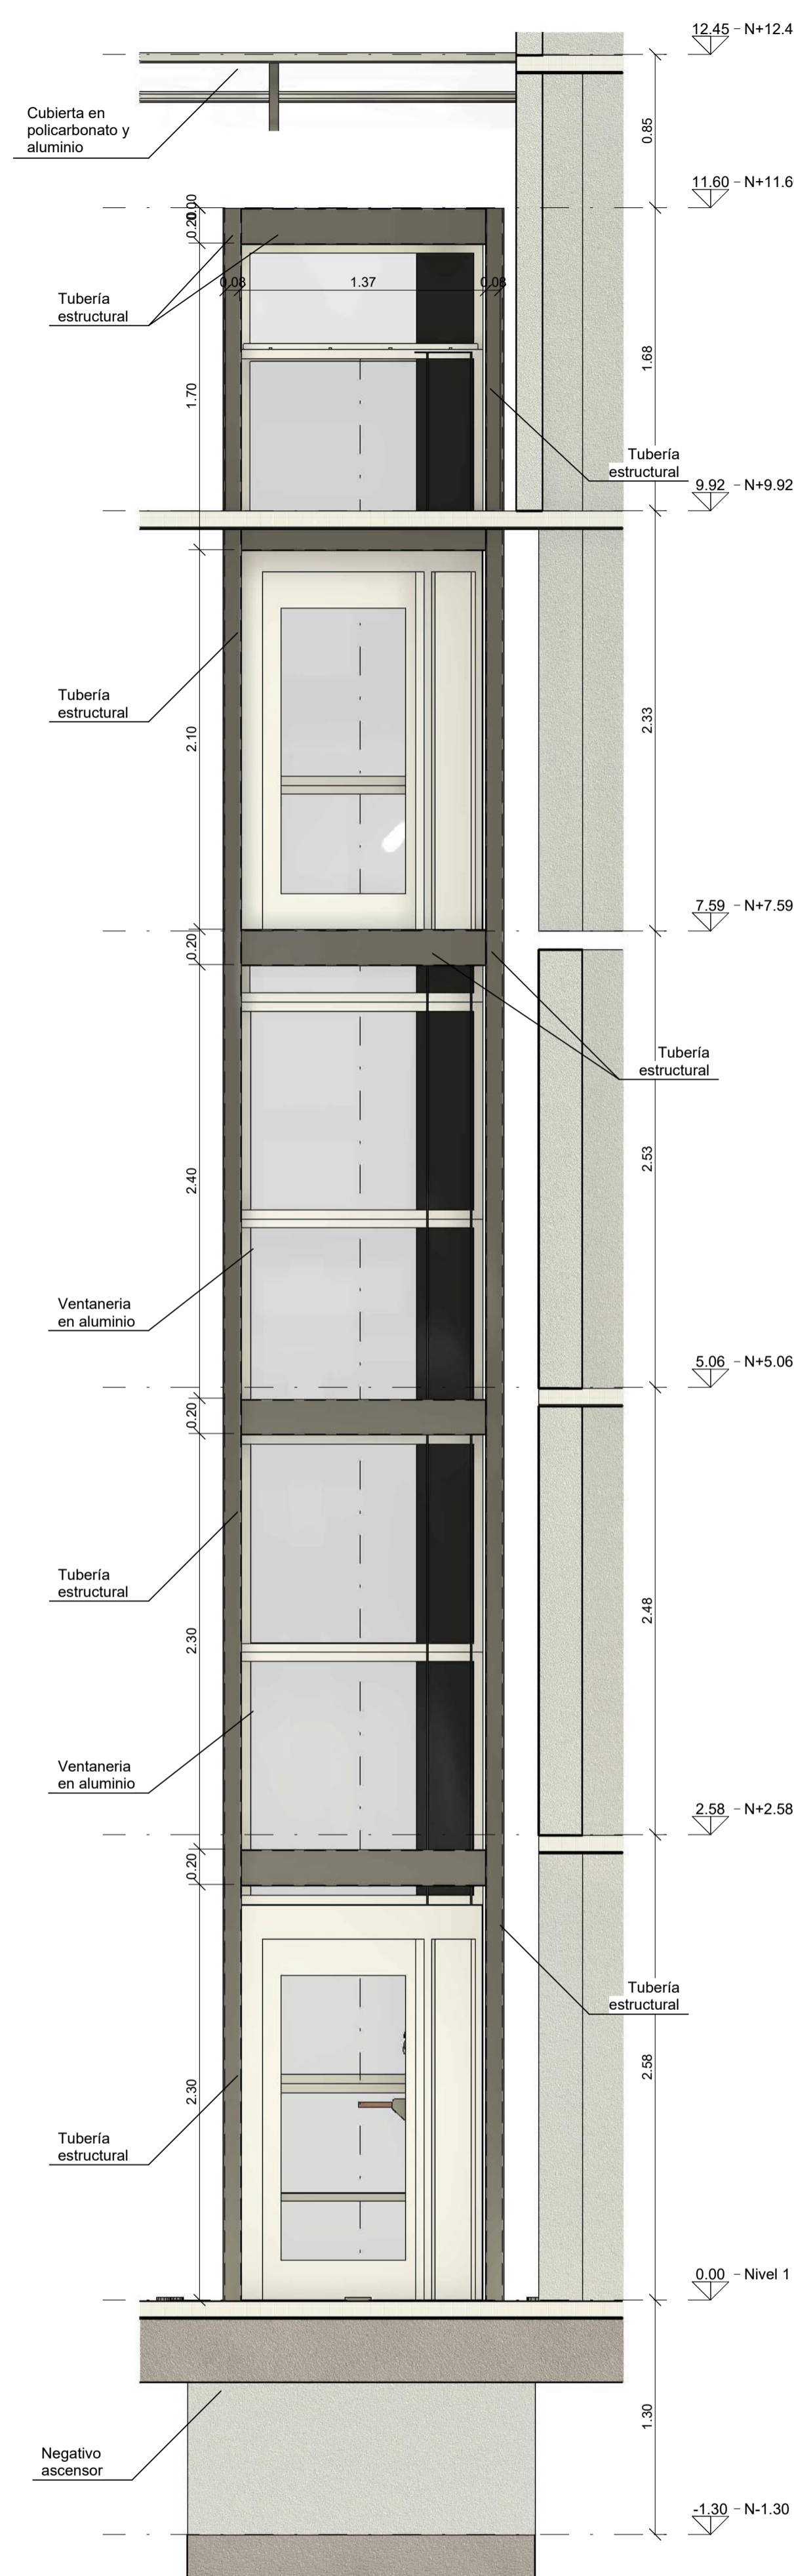 12.45 - N+12.4
Cubierta en
policarbonato y
aluminio
0.85
11.60 - N+11.6
0.00
0.20
Tubería
estructural
0.08
1.37
0.08
1.70
1.68
Tubería
estructural
9.92 - N+9.92
Tubería
estructural
2.10
2.33
7.59 - N+7.59
0.20
Tubería
estructural
2.40
2.53
Ventaneria
en aluminio
5.06 - N+5.06
0.20
Tubería
estructural
2.30
2.48
Ventaneria
en aluminio
2.58 - N+2.58
0.20
Tubería
estructural
2.30
2.58
Tubería
estructural
0.00 - Nivel 1
1.30
Negativo
ascensor
-1.30 - N-1.30